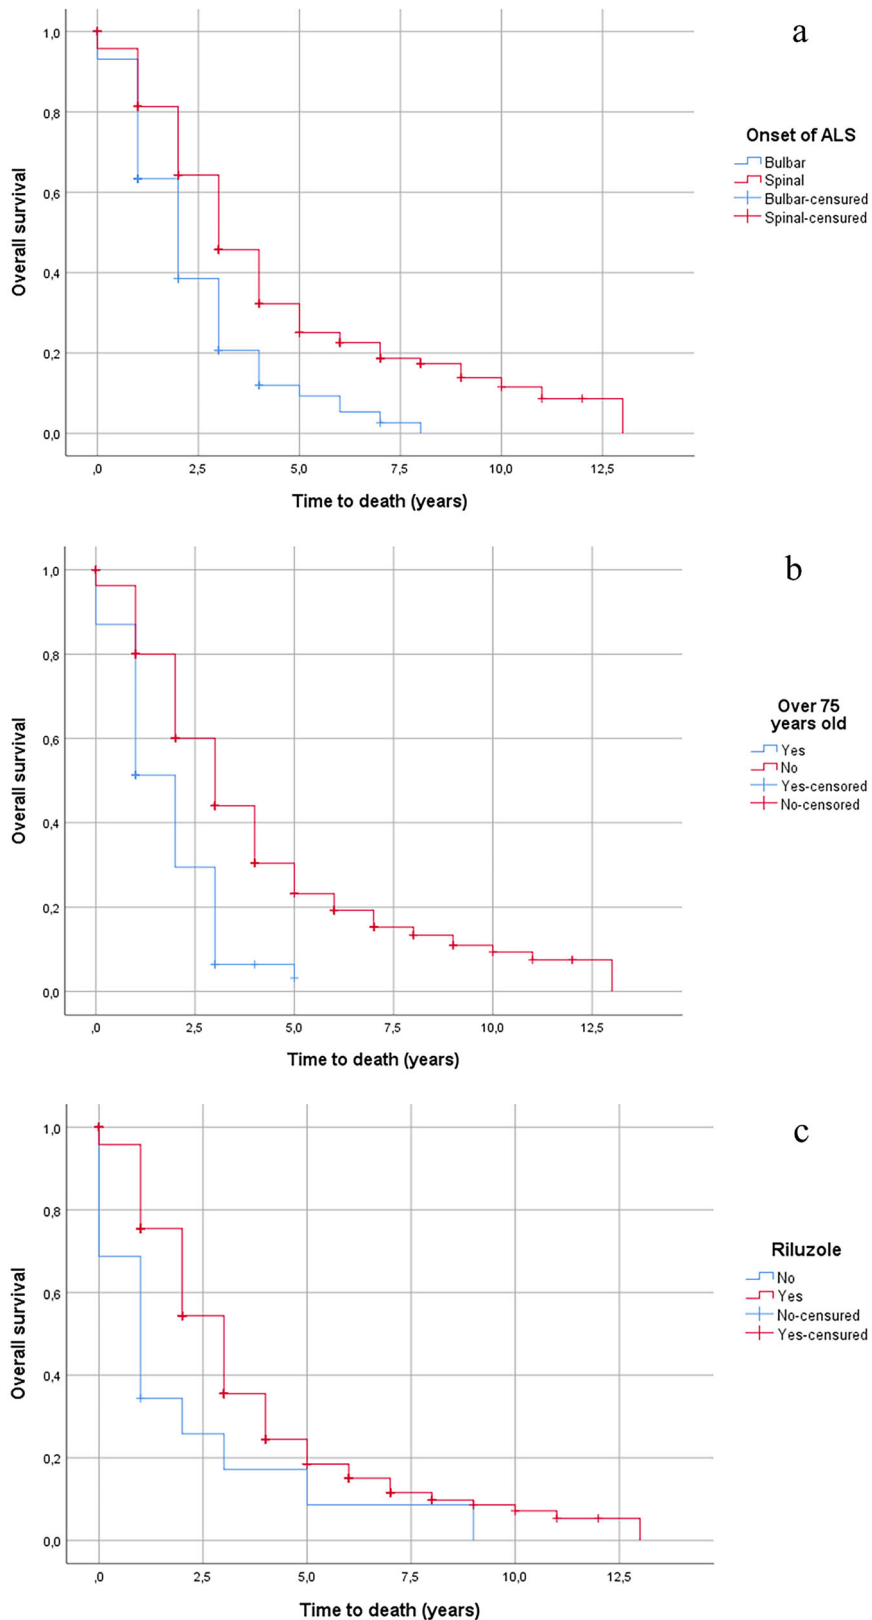 a
1,0
0,8
0,6
0,4
0,2
0,0
Overall survival
,0
2,5
5,0
7,5
10,0
12,5
Time to death (years)
Onset of ALS
Bulbar
Spinal
Bulbar-censured
Spinal-censured
b
1,0
0,8
0,6
0,4
0,2
0,0
Overall survival
,0
2,5
5,0
7,5
10,0
12,5
Time to death (years)
Over 75
years old
Yes
No
Yes-censored
No-censored
c
1,0
0,8
0,6
0,4
0,2
0,0
Overall survival
,0
2,5
5,0
7,5
10,0
12,5
Time to death (years)
Riluzole
No
Yes
No-censured
Yes-censured